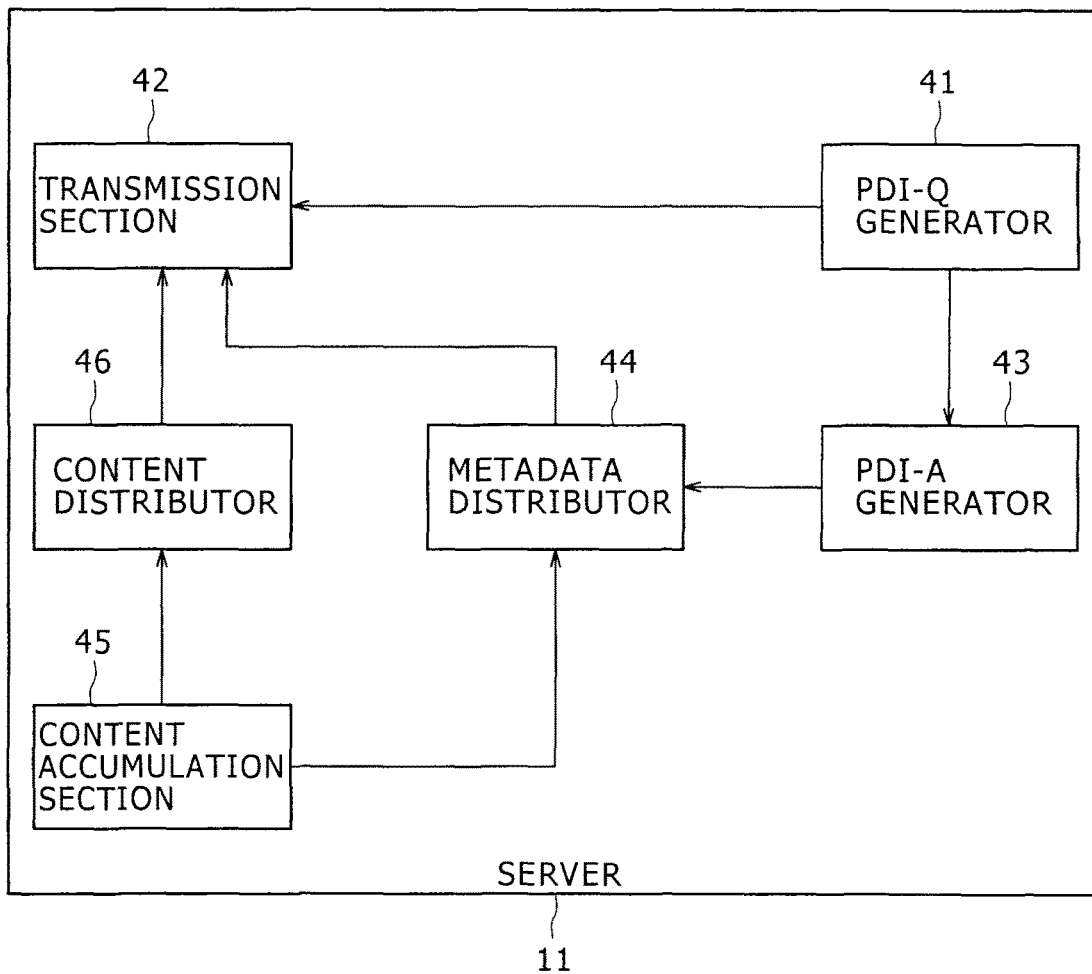 42
41
TRANSMISSION
SECTION
PDI-Q
GENERATOR
46
44
43
CONTENT
DISTRIBUTOR
METADATA
DISTRIBUTOR
PDI-A
GENERATOR
45
CONTENT
ACCUMULATION
SECTION
SERVER
11